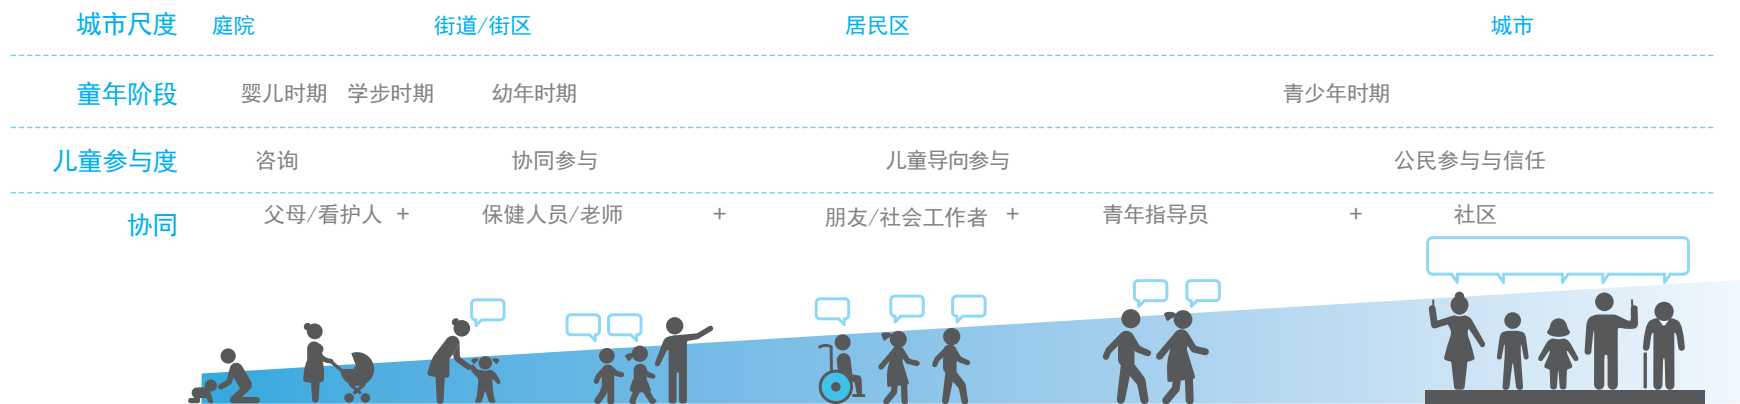 城市尺度 庭院 街道/街区 居民区 城市
童年阶段 婴儿时期 学步时期 幼年时期 青少年时期
儿童参与度 咨询 协同参与 儿童导向参与 公民参与与信任
协同 父母/看护人 + 保健人员/老师 + 朋友/社会工作者 + 青年指导员 + 社区